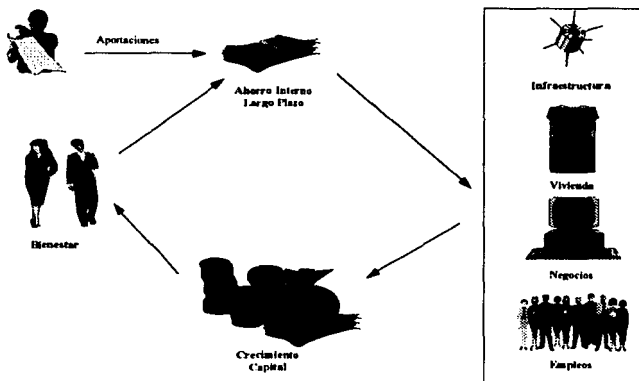 Aportaciones
Ahorro Interno
Largo Plazo
Infraestructura
Vivienda
Negocios
Empleos
Bienestar
Crecimiento
Capital